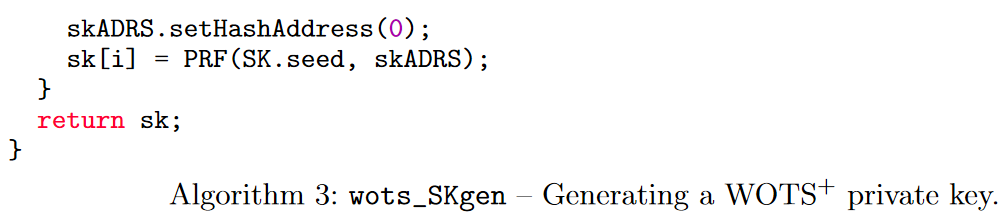 skADRS.setHashAddress(0);
sk[i] = PRF(SK.seed, skADRS);
}
return sk;
}
Algorithm 3: wots_SKgen – Generating a WOTS+ private key.